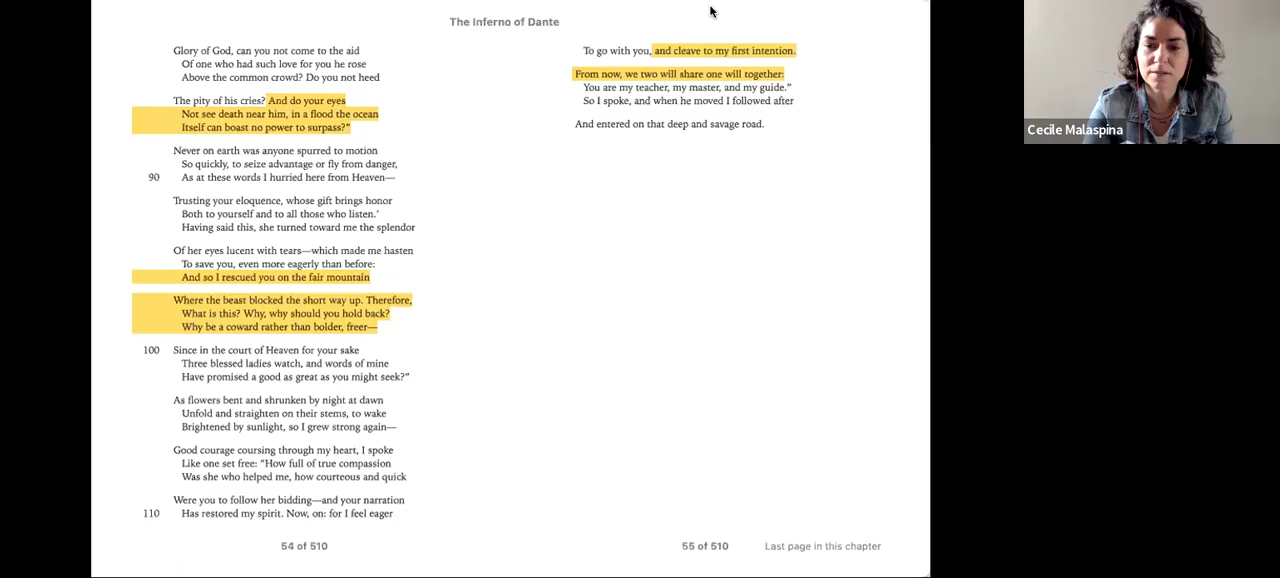 The Inferno of Dante
Glory of God, can you not come to the aid
Of one who had such love for you he rose
Above the common crowd? Do you not heed
The pity of his cries? And do your eyes
Not see death near him, in a flood the ocean
Itself can boast no power to surpass?”
Never on earth was anyone spurred to motion
So quickly, to seize advantage or fly from danger,
90 As at these words I hurried here from Heaven—
Trusting your eloquence, whose gift brings honor
Both to yourself and to all those who listen.’
Having said this, she turned toward me the splendor
Of her eyes lucent with tears—which made me hasten
To save you, even more eagerly than before:
And so I rescued you on the fair mountain
Where the beast blocked the short way up. Therefore,
What is this? Why, why should you hold back?
Why be a coward rather than bolder, freer—
100 Since in the court of Heaven for your sake
Three blessed ladies watch, and words of mine
Have promised a good as great as you might seek?”
As flowers bent and shrunken by night at dawn
Unfold and straighten on their stems, to wake
Brightened by sunlight, so I grew strong again—
Good courage coursing through my heart, I spoke
Like one set free: “How full of true compassion
Was she who helped me, how courteous and quick
Were you to follow her bidding—and your narration
110 Has restored my spirit. Now, on: for I feel eager
54 of 510
To go with you, and cleave to my first intention.
From now, we two will share one will together:
You are my teacher, my master, and my guide.”
So I spoke, and when he moved I followed after
And entered on that deep and savage road.
55 of 510
Last page in this chapter
Cecile Malaspina